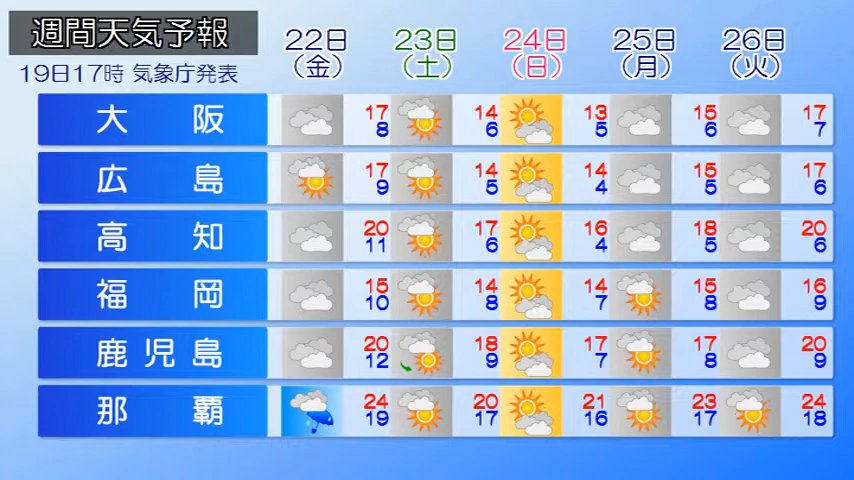 週間天気予報
19日17時 気象庁発表
22日(金) 23日(土) 24日(日) 25日(月) 26日(火)
大阪 17 8 14 6 13 5 15 6 17 7
広島 17 9 14 5 14 4 15 5 17 6
高知 20 11 17 6 16 4 18 5 20 6
福岡 15 10 14 8 14 7 15 8 16 9
鹿児島 20 12 18 9 17 7 17 8 20 9
那覇 24 19 20 17 21 16 23 17 24 18